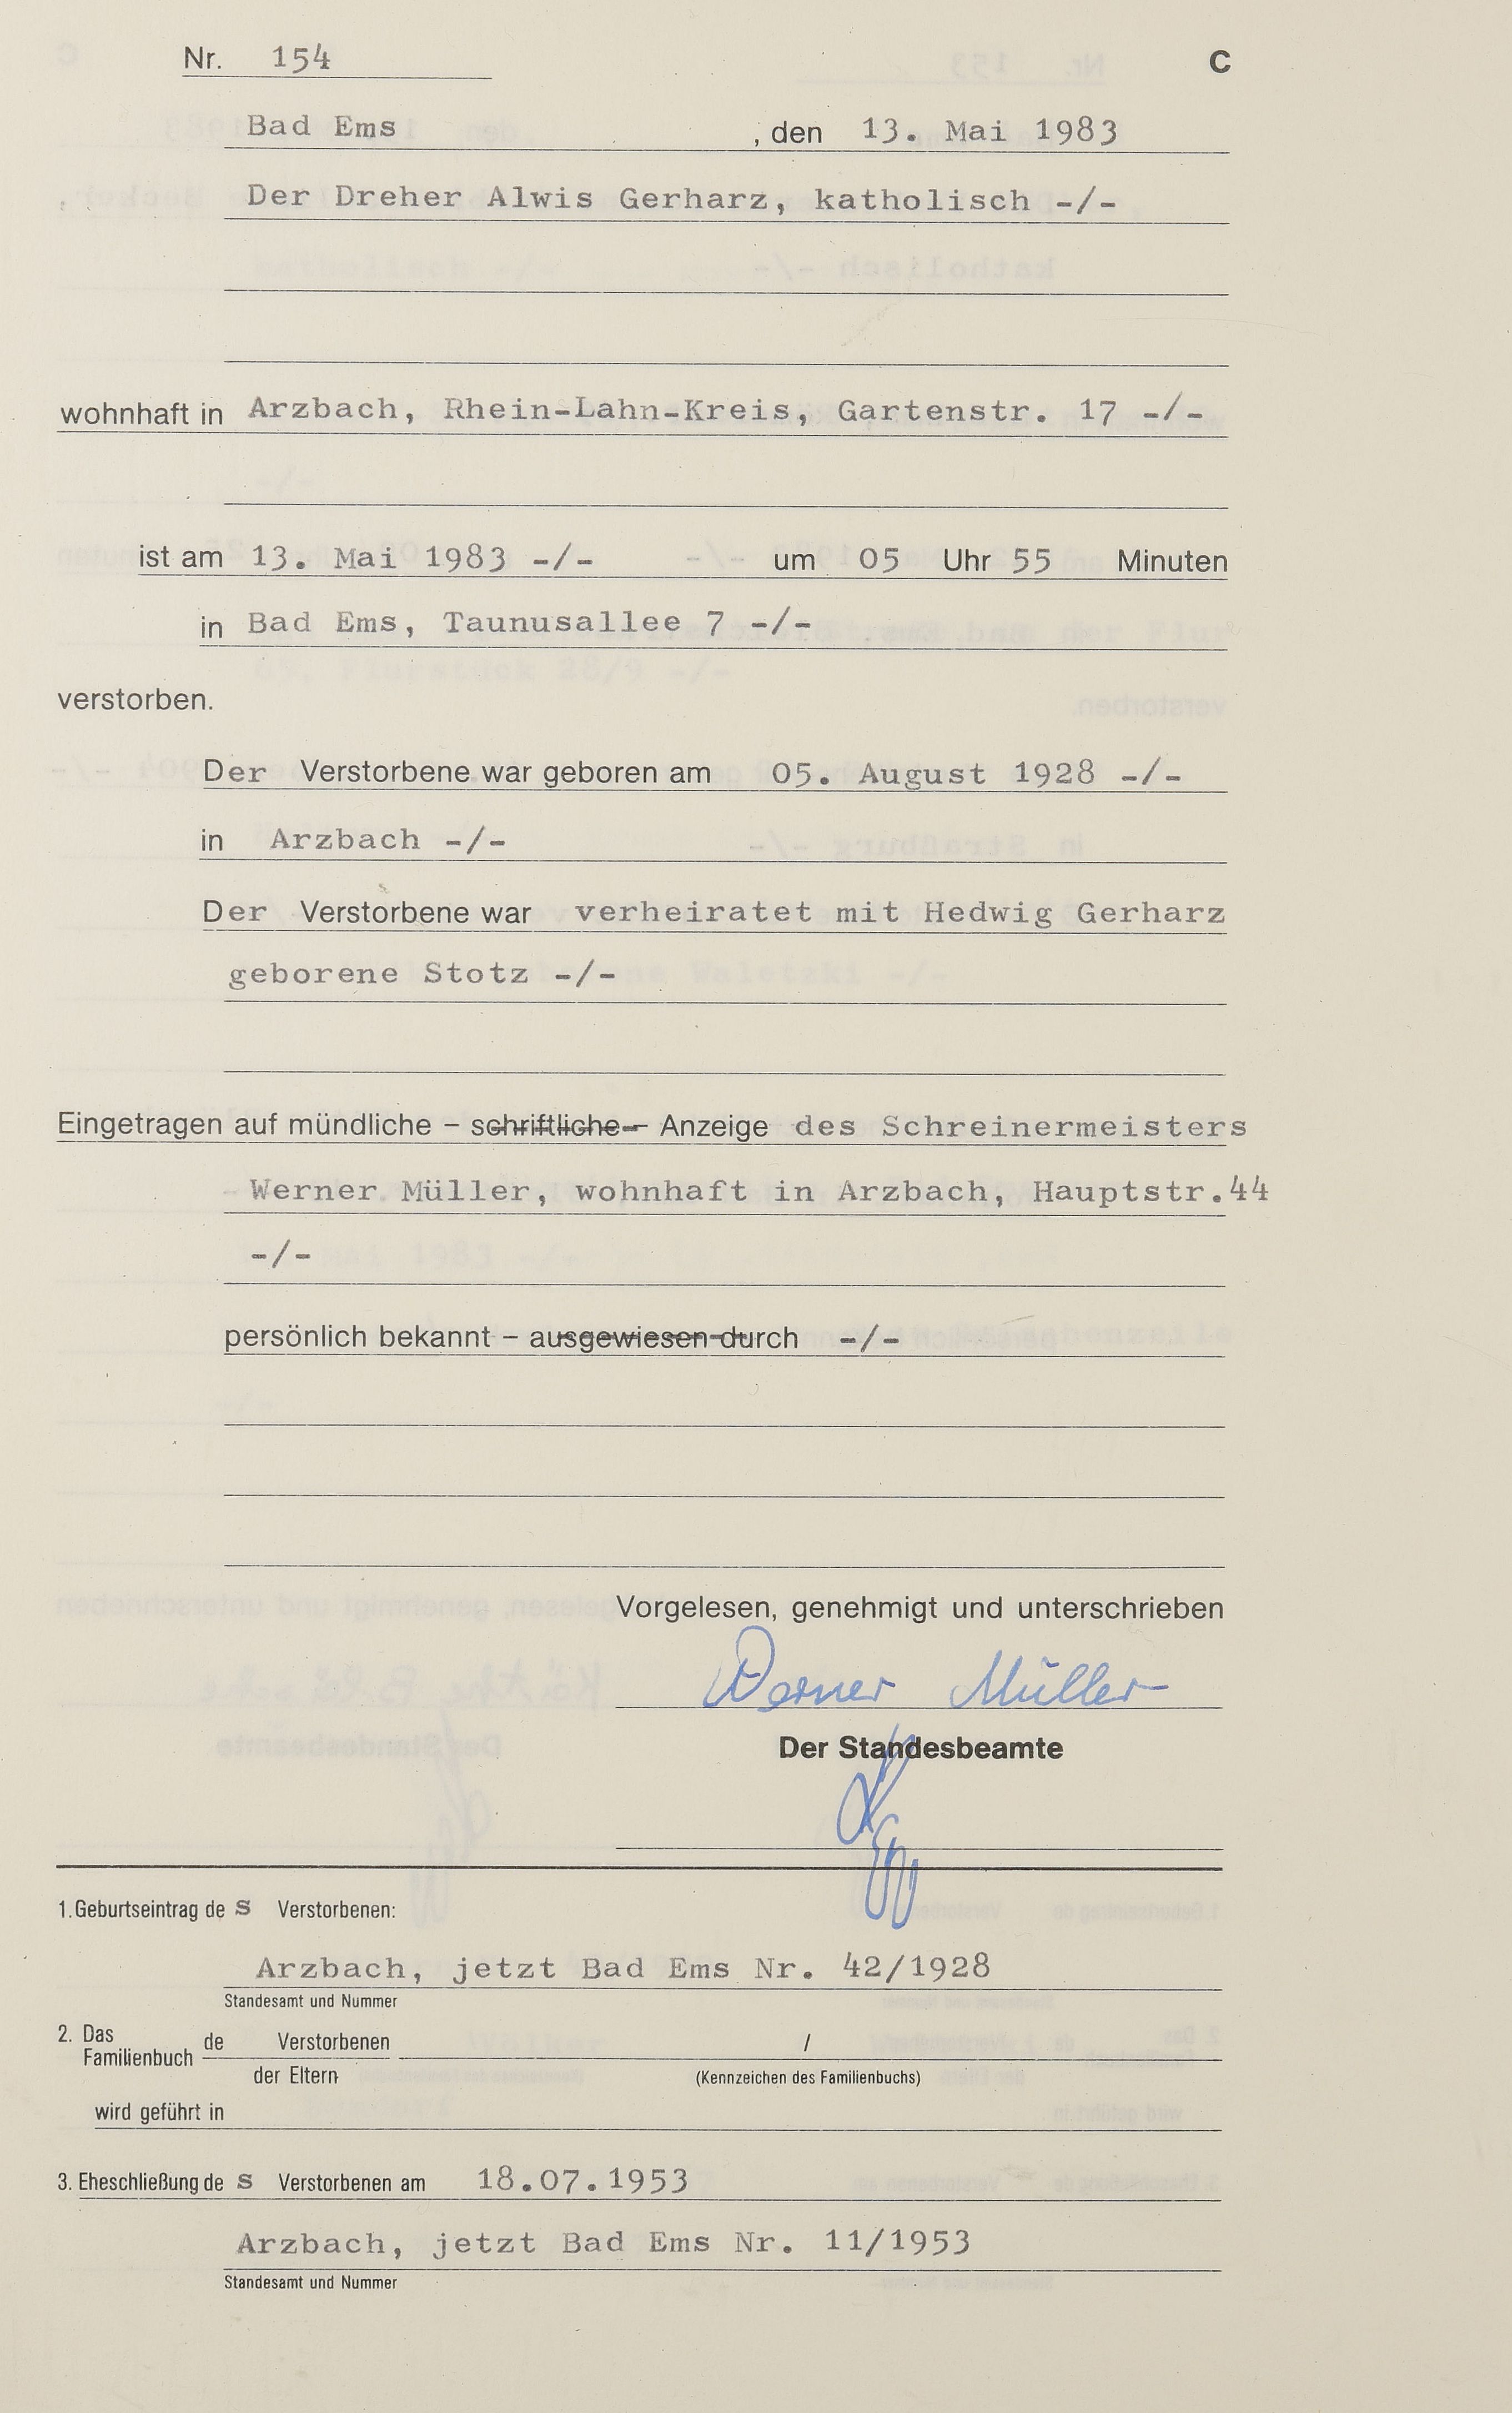 Nr. 154 C
Bad Ems , den 13. Mai 1983
Der Dreher Alwis Gerharz, katholisch -/-
wohnhaft in Arzbach, Rhein-Lahn-Kreis, Gartenstr. 17 -/-
ist am 13. Mai 1983 -/- um 05 Uhr 55 Minuten
in Bad Ems, Taunusallee 7 -/-
verstorben.
Der Verstorbene war geboren am 05. August 1928 -/-
in Arzbach -/-
Der Verstorbene war verheiratet mit Hedwig Gerharz
geborene Stotz -/-
Eingetragen auf mündliche – schriftliche – Anzeige des Schreinermeisters
Werner Müller, wohnhaft in Arzbach, Hauptstr.44
-/-
persönlich bekannt – ausgewiesen durch -/-
Vorgelesen, genehmigt und unterschrieben
Werner Müller
Der Standesbeamte
1. Geburtseintrag de s Verstorbenen:
Arzbach, jetzt Bad Ems Nr. 42/1928
Standesamt und Nummer
2. Das Familienbuch de Verstorbenen /
der Eltern (Kennzeichen des Familienbuchs)
wird geführt in
3. Eheschließung de s Verstorbenen am 18.07.1953
Arzbach, jetzt Bad Ems Nr. 11/1953
Standesamt und Nummer